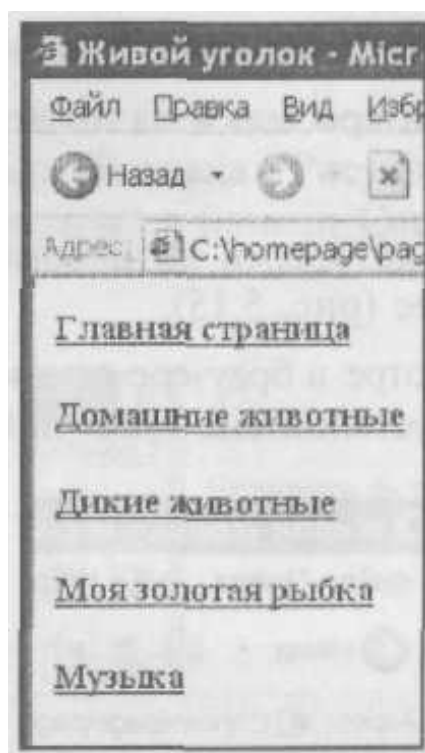 Живой уголок - Micr
Файл Правка Вид Избр
Назад
Адрес: C:\homepage\pag
Главная страница
Домашние животные
Дикие животные
Моя золотая рыбка
Музыка